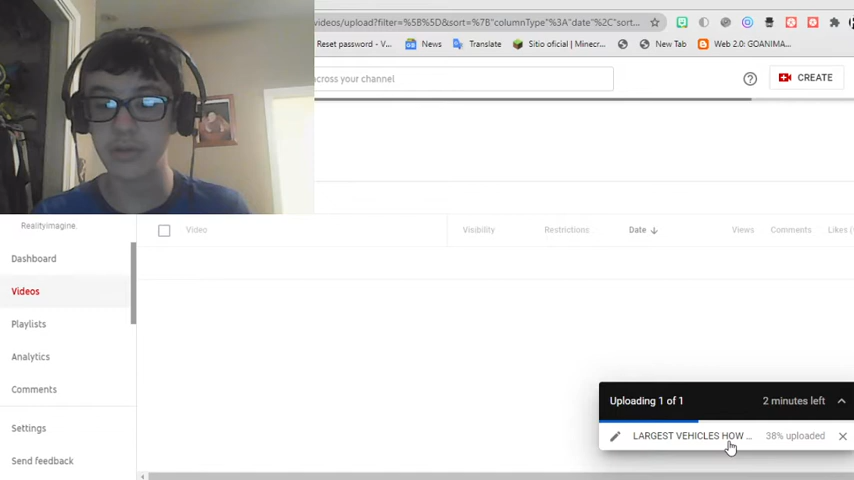 videos/upload?filter=%5B%5D&sort=%7B"columnType"%3A"date"%2C"sort...
Reset password - V... News Translate Sitio oficial | Minecr... New Tab Web 2.0: GOANIMA...
across your channel
CREATE
Realityimagine
Video Visibility Restrictions Date Views Comments Likes (
Dashboard
Videos
Playlists
Analytics
Comments
Settings
Send feedback
Uploading 1 of 1 2 minutes left
LARGEST VEHICLES HOW ... 38% uploaded